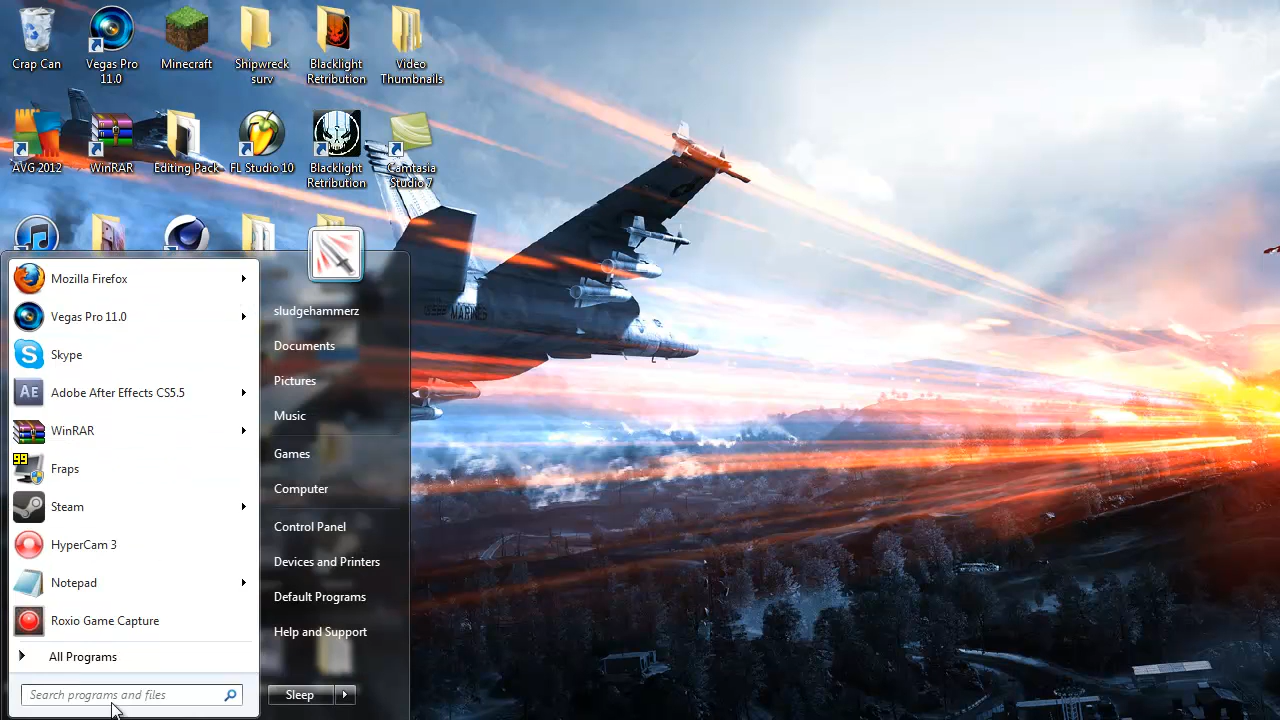 Crap Can
Vegas Pro
11.0
Minecraft
Shipwreck
surv
Blacklight
Retribution
Video
Thumbnails
AVG 2012
WinRAR
Editing Pack
FL Studio 10
Blacklight
Retribution
Camtasia
Studio 7
Mozilla Firefox
Vegas Pro 11.0
Skype
AE
Adobe After Effects CS5.5
WinRAR
99
Fraps
Steam
HyperCam 3
Notepad
Roxio Game Capture
All Programs
Search programs and files
sludgehammerz
Documents
Pictures
Music
Games
Computer
Control Panel
Devices and Printers
Default Programs
Help and Support
Sleep
MARINES